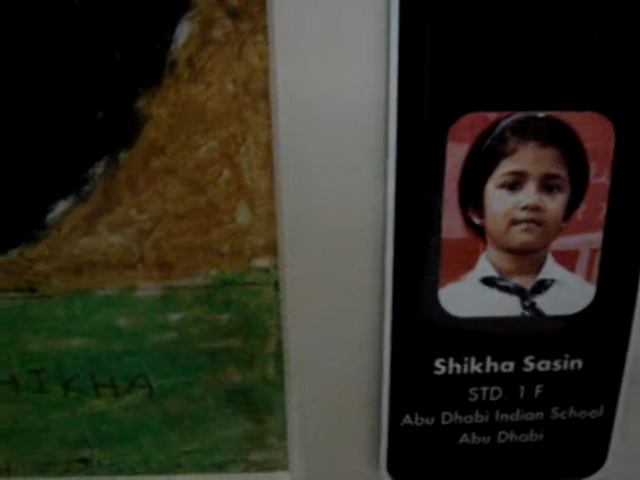 HIKHA
Shikha Sasin
STD. 1 F
Abu Dhabi Indian School
Abu Dhabi